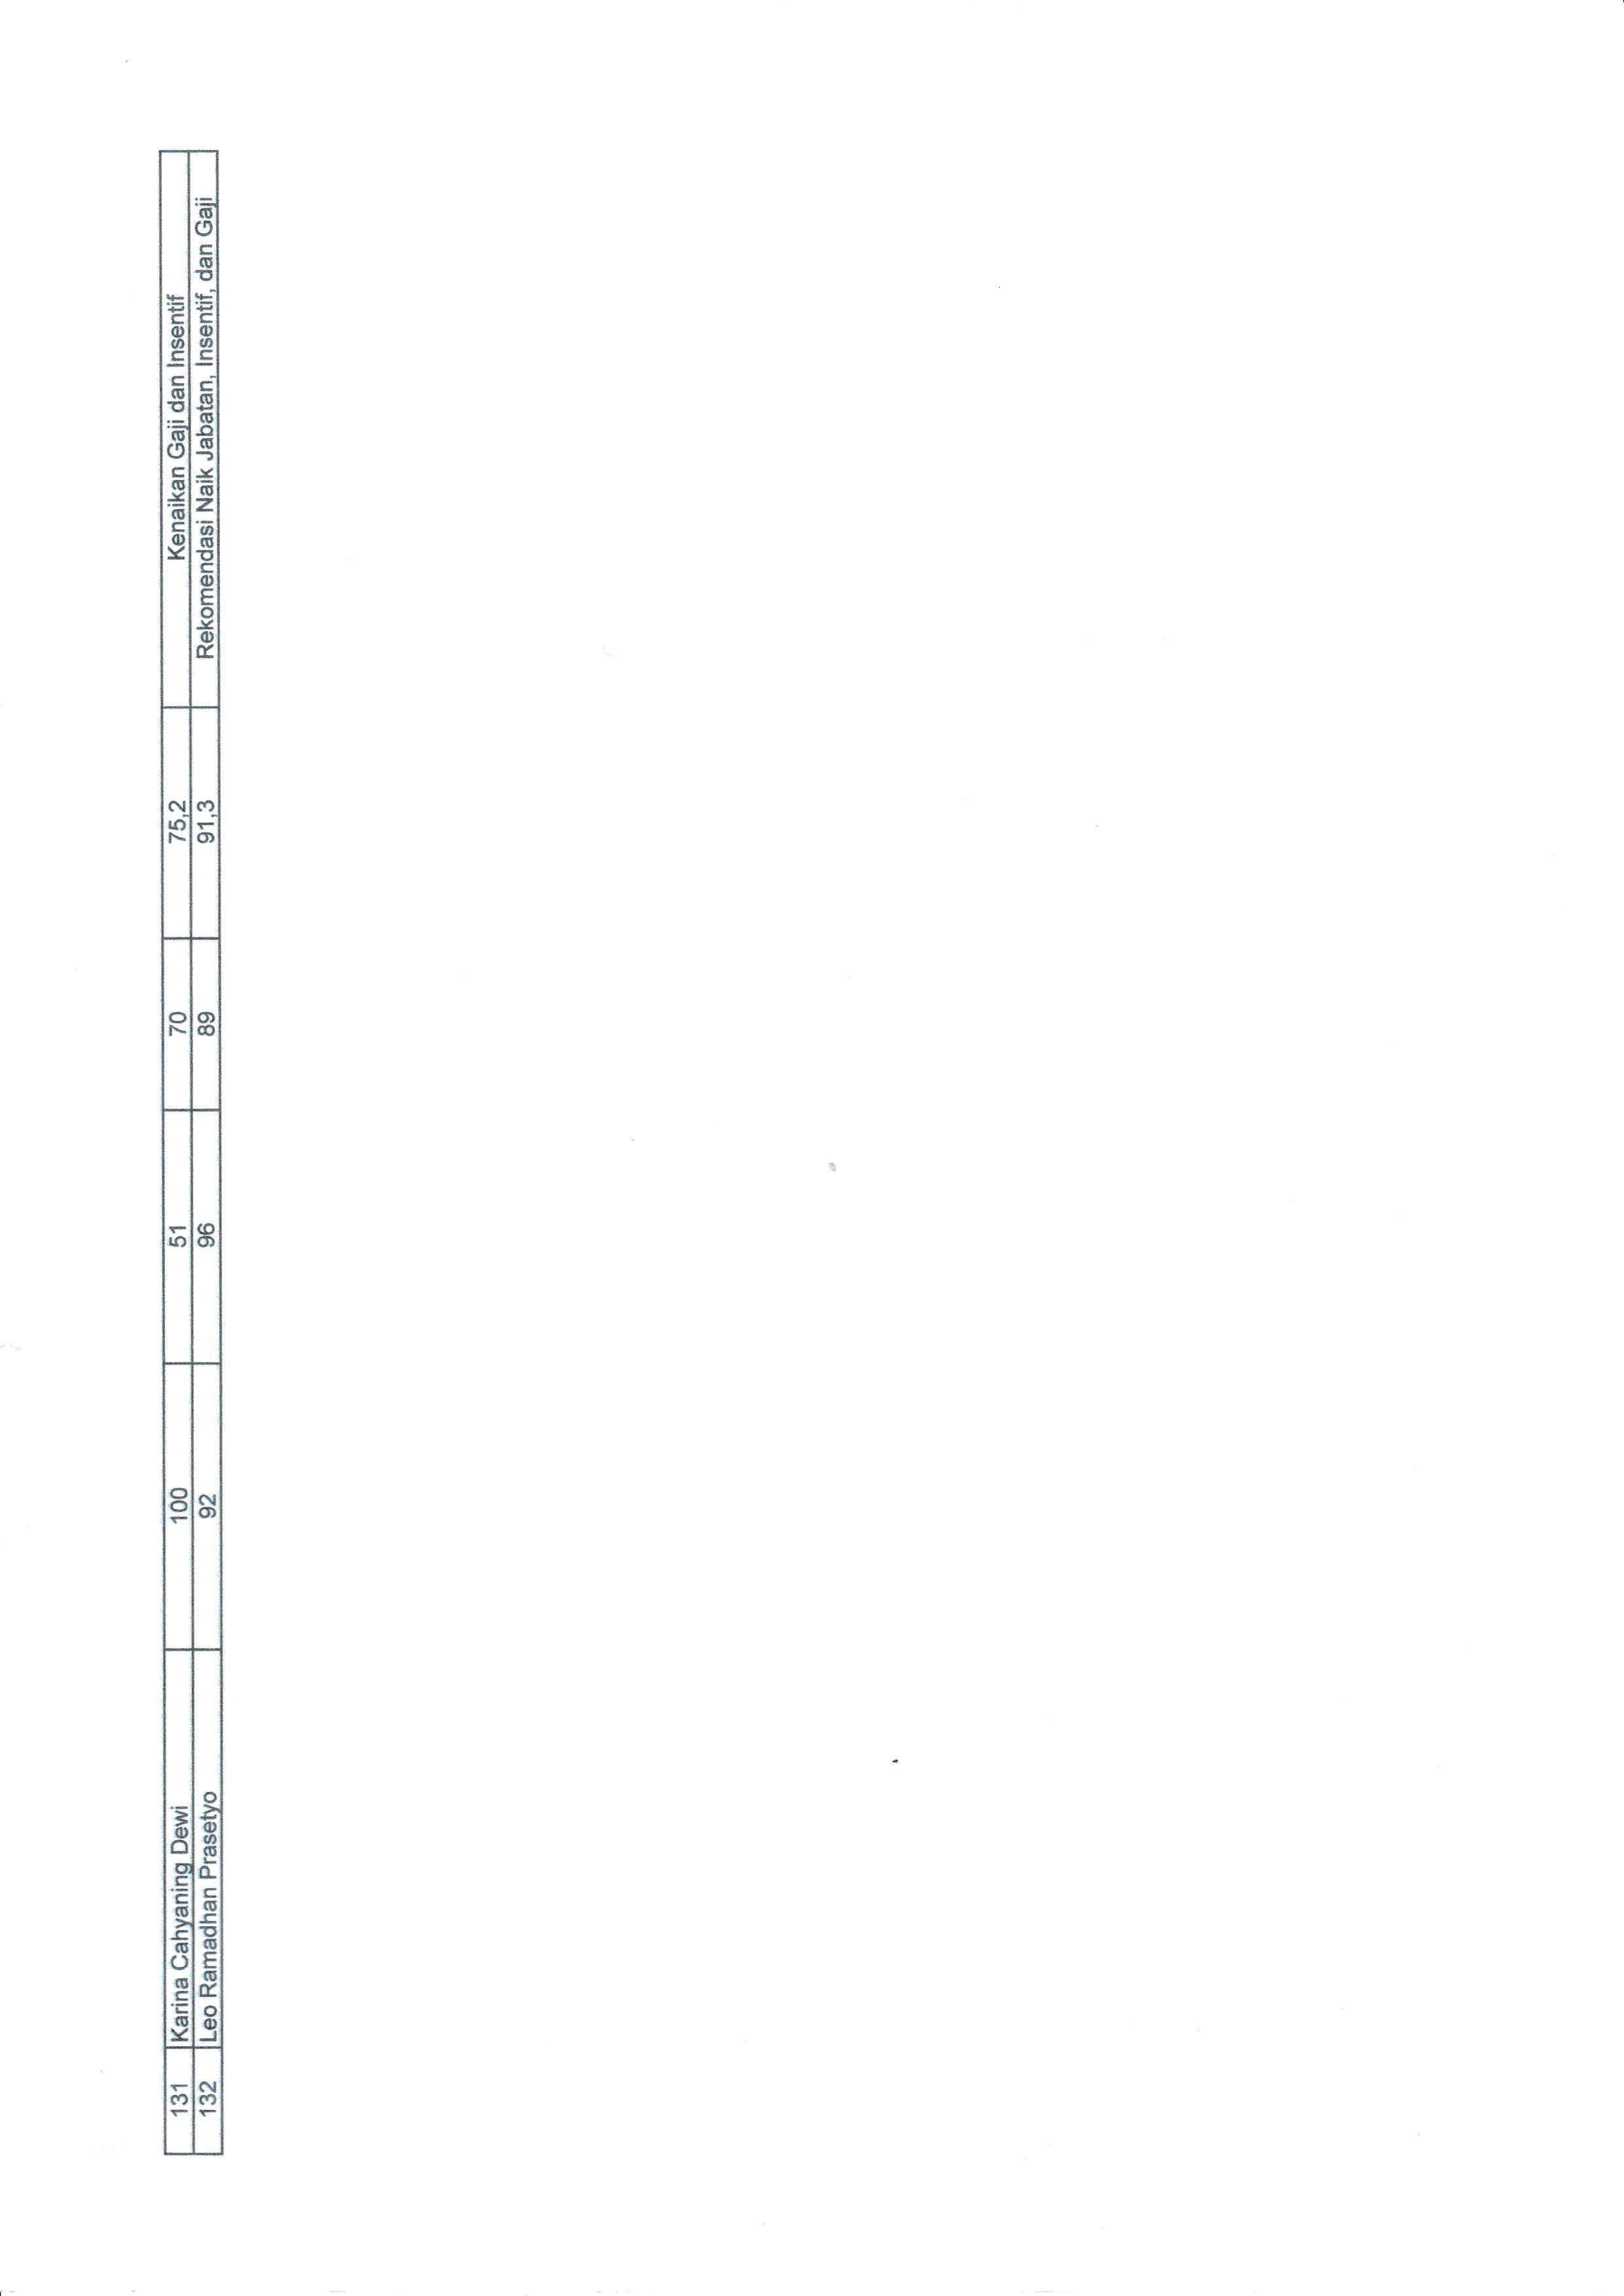 131 Karina Cahyaning Dewi 100 51 70 75,2 Kenaikan Gaji dan Insentif
132 Leo Ramadhan Prasetyo 92 96 89 91,3 Rekomendasi Naik Jabatan, Insentif, dan Gaji